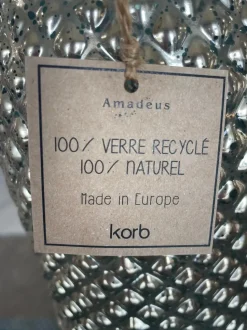 Amadeus
100% VERRE RECYCLÉ
100% NATUREL
Made in Europe
korb